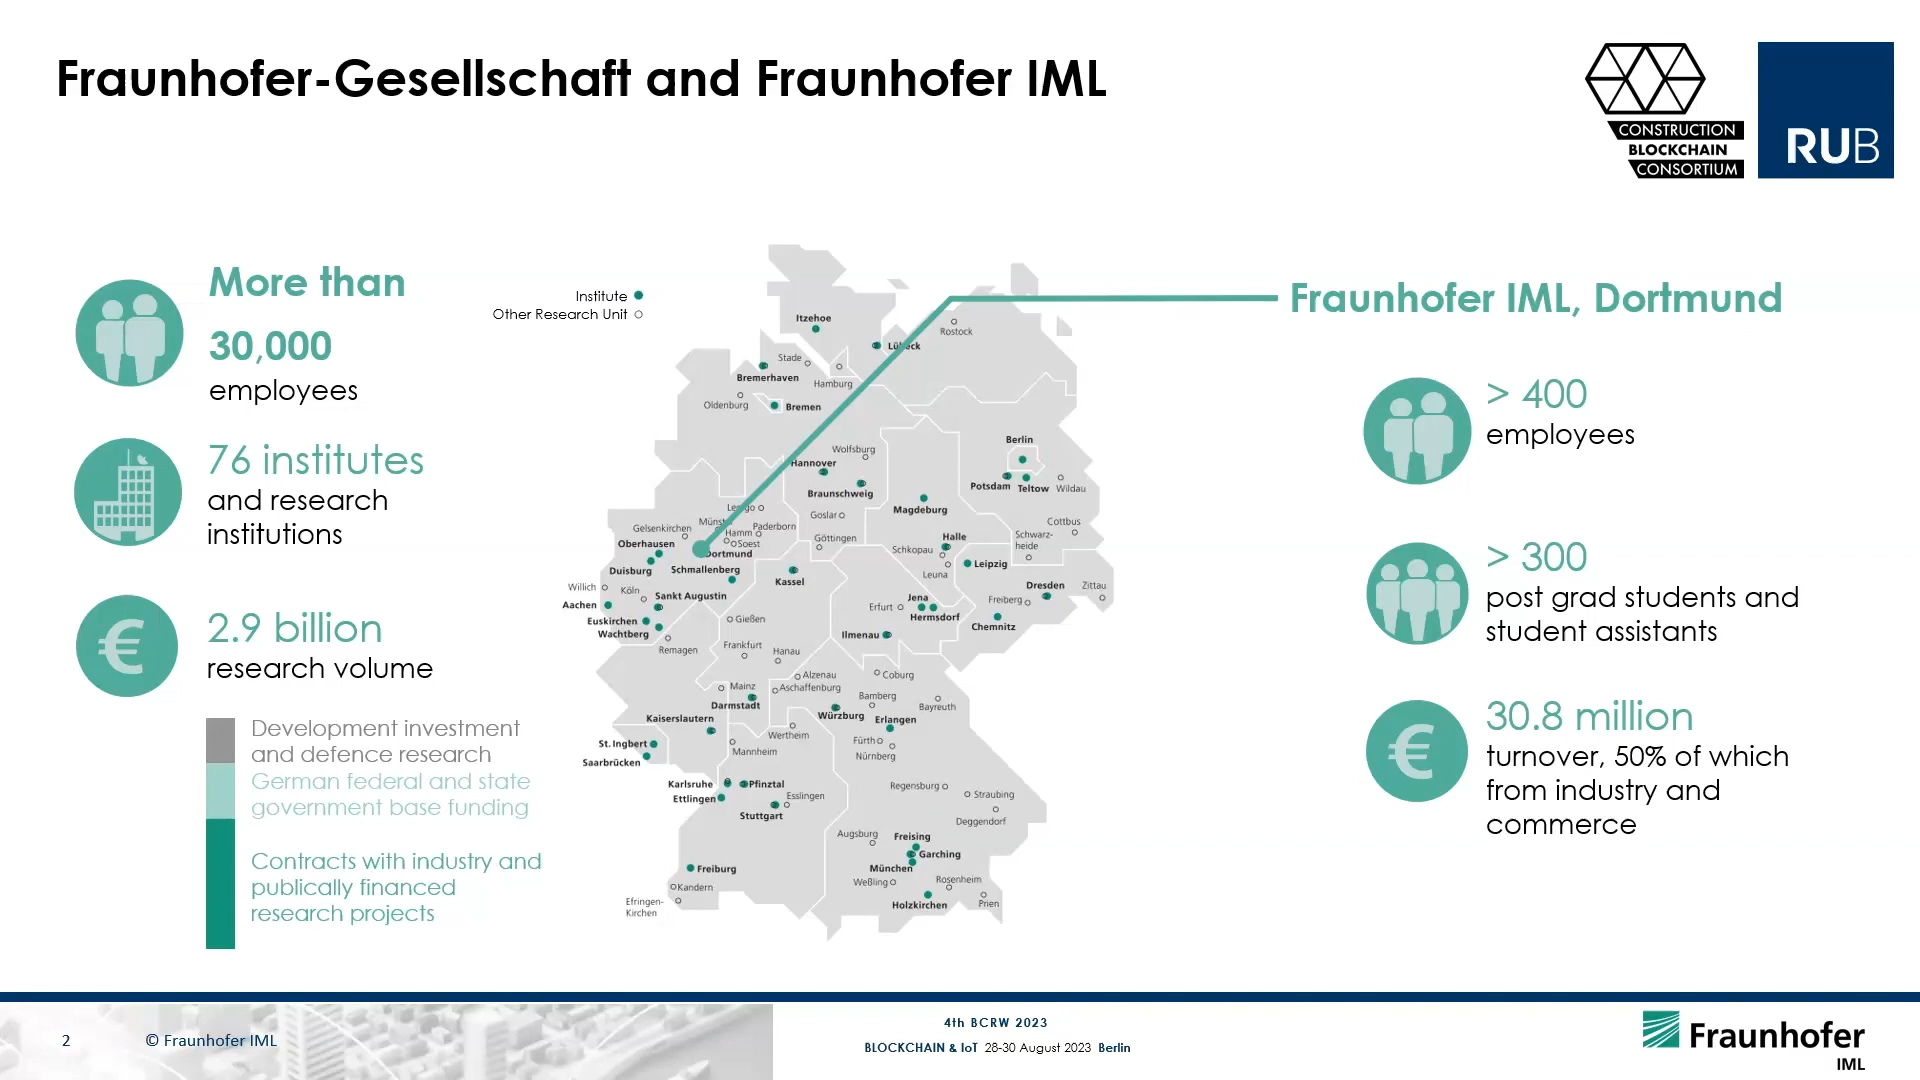 Fraunhofer-Gesellschaft and Fraunhofer IML
CONSTRUCTION
BLOCKCHAIN
CONSORTIUM
RUB
More than
30,000
employees
76 institutes
and research
institutions
2.9 billion
research volume
Development investment
and defence research
German federal and state
government base funding
Contracts with industry and
publically financed
research projects
Institute
Other Research Unit
Itzehoe
Rostock
Lübeck
Stade
Bremerhaven
Hamburg
Oldenburg
Bremen
Berlin
Wolfsburg
Hannover
Potsdam
Teltow
Wildau
Braunschweig
Magdeburg
Goslar
Gelsenkirchen
Paderborn
Cottbus
Hamm
Soest
Göttingen
Halle
Schwarz-
heide
Oberhausen
Dortmund
Schkopau
Leipzig
Duisburg
Schmallenberg
Kassel
Leuna
Willich
Köln
Sankt Augustin
Dresden
Zittau
Aachen
Erfurt
Jena
Freiberg
Euskirchen
Gießen
Hermsdorf
Chemnitz
Wachtberg
Ilmenau
Remagen
Frankfurt
Hanau
Alzenau
Coburg
Mainz
Aschaffenburg
Bamberg
Darmstadt
Bayreuth
Kaiserslautern
Würzburg
Erlangen
Wertheim
St. Ingbert
Mannheim
Fürth
Nürnberg
Saarbrücken
Karlsruhe
Pfinztal
Regensburg
Straubing
Ettlingen
Esslingen
Stuttgart
Deggendorf
Augsburg
Freising
Garching
Freiburg
München
Kandern
Weßling
Rosenheim
Efringen-
Kirchen
Holzkirchen
Prien
Fraunhofer IML, Dortmund
> 400
employees
> 300
post grad students and
student assistants
30.8 million
turnover, 50% of which
from industry and
commerce
€
€
2
© Fraunhofer IML
4th BCRW 2023
BLOCKCHAIN & IoT 28-30 August 2023 Berlin
Fraunhofer
IML